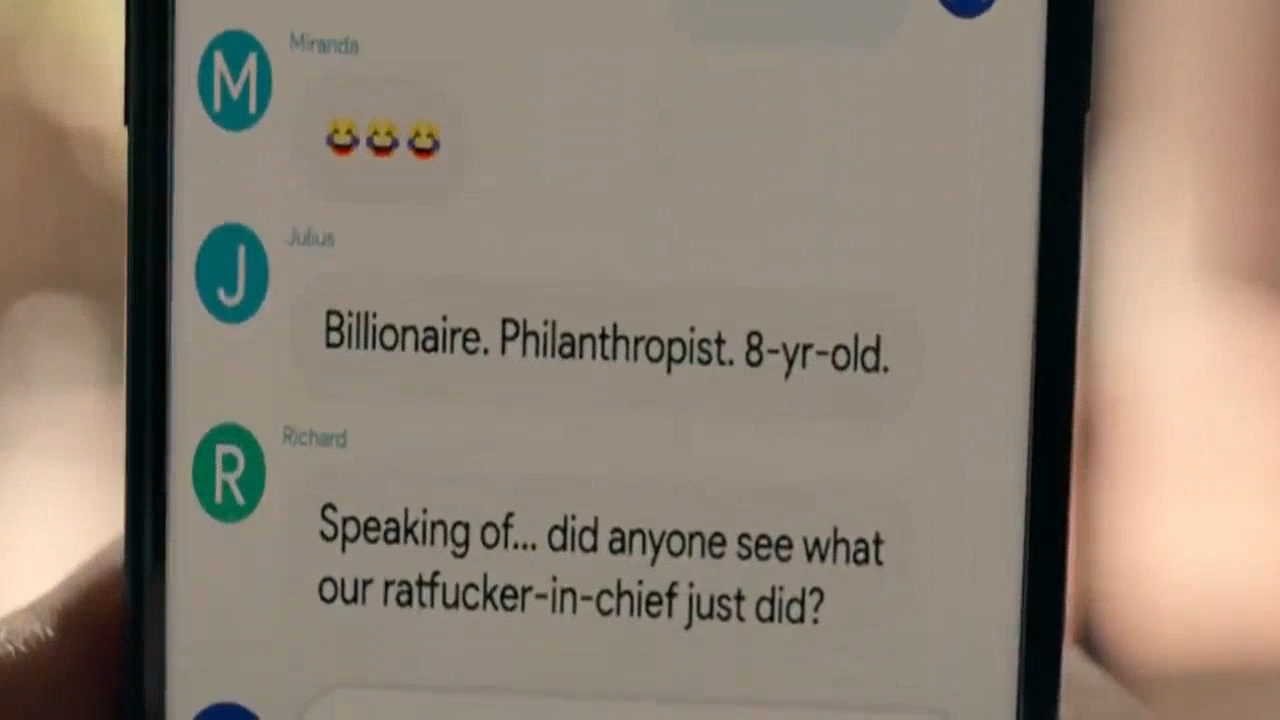 Miranda
M
😂😂😂
Julius
J
Billionaire. Philanthropist. 8-yr-old.
Richard
R
Speaking of... did anyone see what
our ratfucker-in-chief just did?